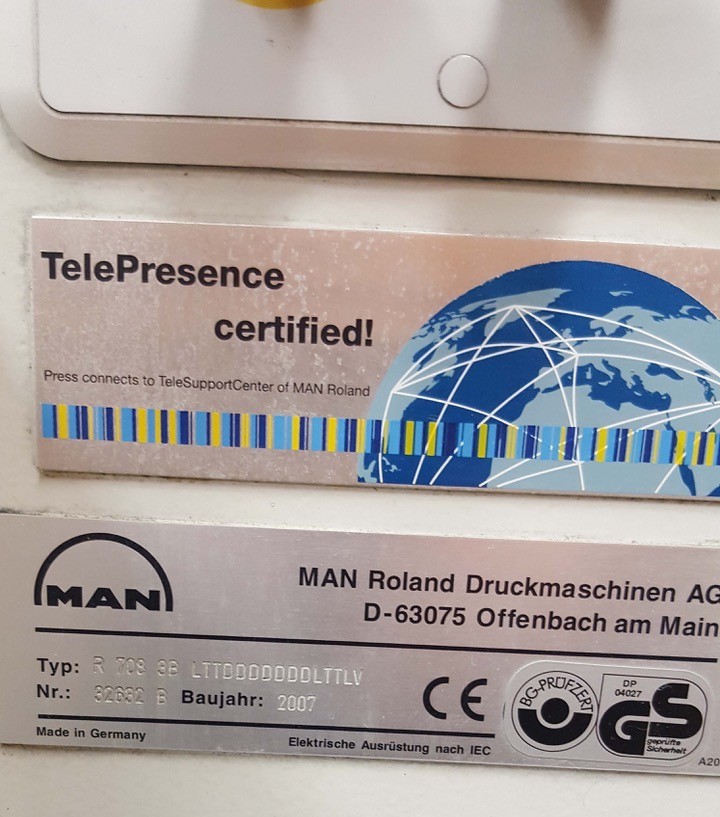 TelePresence
certified!
Press connects to TeleSupportCenter of MAN Roland
MAN
MAN Roland Druckmaschinen AG
D-63075 Offenbach am Main
Typ: R 708 3B LTTDDDDDDDLTTLV
Nr.: 32632 B Baujahr: 2007
CE
BG-PRÜFZERT
DP
04027
GS
geprüfte
Sicherheit
Made in Germany
Elektrische Ausrüstung nach IEC
A20